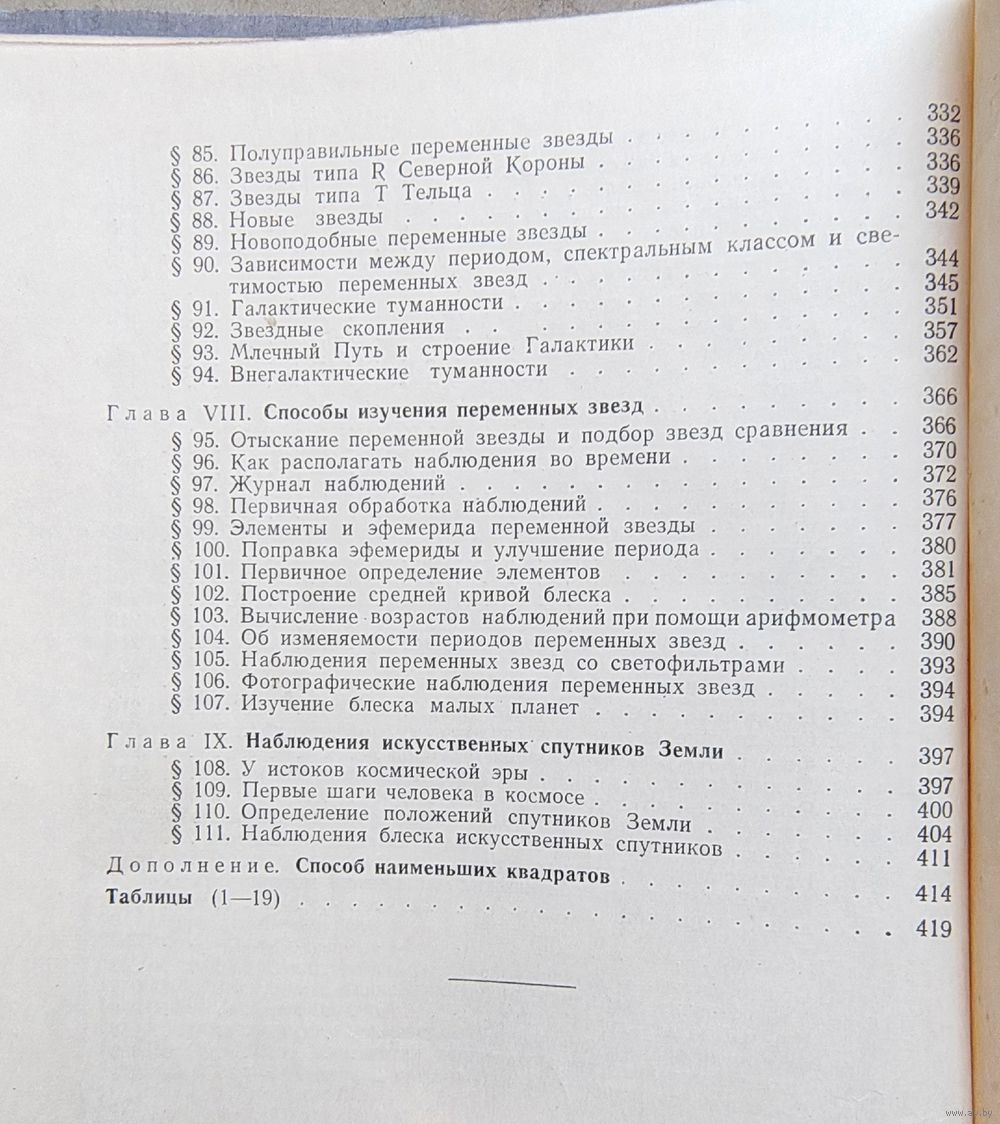 § 85. Полуправильные переменные звезды . . . . . . . . 332
§ 86. Звезды типа R Северной Короны . . . . . . . . 336
§ 87. Звезды типа T Тельца . . . . . . . . 336
§ 88. Новые звезды . . . . . . . . 339
§ 89. Новоподобные переменные звезды . . . . . . . . 342
§ 90. Зависимости между периодом, спектральным классом и све-
тимостью переменных звезд . . . . . . . . 344
§ 91. Галактические туманности . . . . . . . . 345
§ 92. Звездные скопления . . . . . . . . 351
§ 93. Млечный Путь и строение Галактики . . . . . . . . 357
§ 94. Внегалактические туманности . . . . . . . . 362
Глава VIII. Способы изучения переменных звезд . . . . . . . . 366
§ 95. Отыскание переменной звезды и подбор звезд сравнения . . 366
§ 96. Как располагать наблюдения во времени . . . . . . . 370
§ 97. Журнал наблюдений . . . . . . . . 372
§ 98. Первичная обработка наблюдений . . . . . . . . 376
§ 99. Элементы и эфемерида переменной звезды . . . . . . . 377
§ 100. Поправка эфемериды и улучшение периода . . . . . . . 380
§ 101. Первичное определение элементов . . . . . . . . 381
§ 102. Построение средней кривой блеска . . . . . . . . 385
§ 103. Вычисление возрастов наблюдений при помощи арифмометра 388
§ 104. Об изменяемости периодов переменных звезд . . . . . . 390
§ 105. Наблюдения переменных звезд со светофильтрами . . . . 393
§ 106. Фотографические наблюдения переменных звезд . . . . . 394
§ 107. Изучение блеска малых планет . . . . . . . . 394
Глава IX. Наблюдения искусственных спутников Земли . . . . . . 397
§ 108. У истоков космической эры . . . . . . . . 397
§ 109. Первые шаги человека в космосе . . . . . . . . 400
§ 110. Определение положений спутников Земли . . . . . . . 404
§ 111. Наблюдения блеска искусственных спутников . . . . . . 411
Дополнение. Способ наименьших квадратов . . . . . . . . 414
Таблицы (1—19) . . . . . . . . 419
www.ay.by